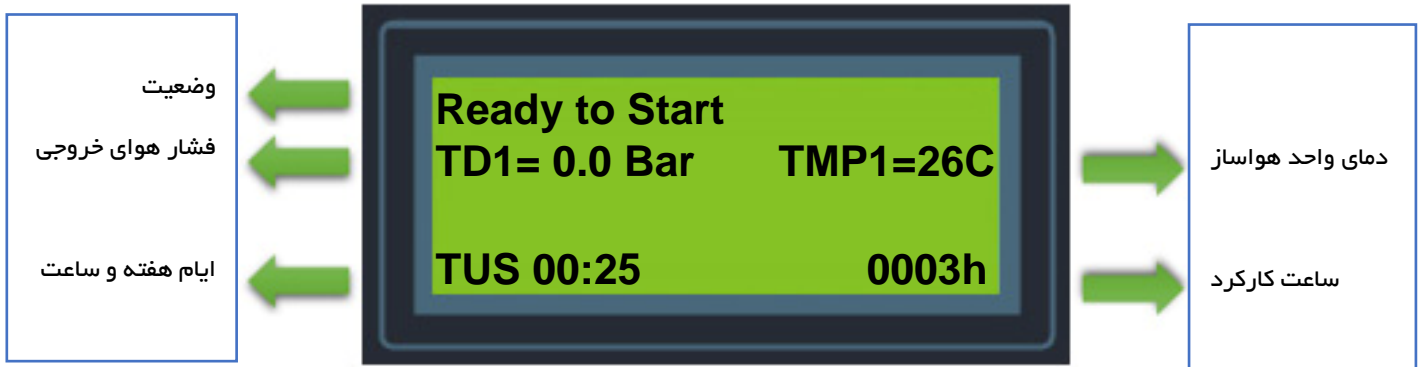 وضعیت
فشار هوای خروجی
ایام هفته و ساعت
Ready to Start
TD1= 0.0 Bar TMP1=26C
TUS 00:25 0003h
دمای واحد هواساز
ساعت کارکرد